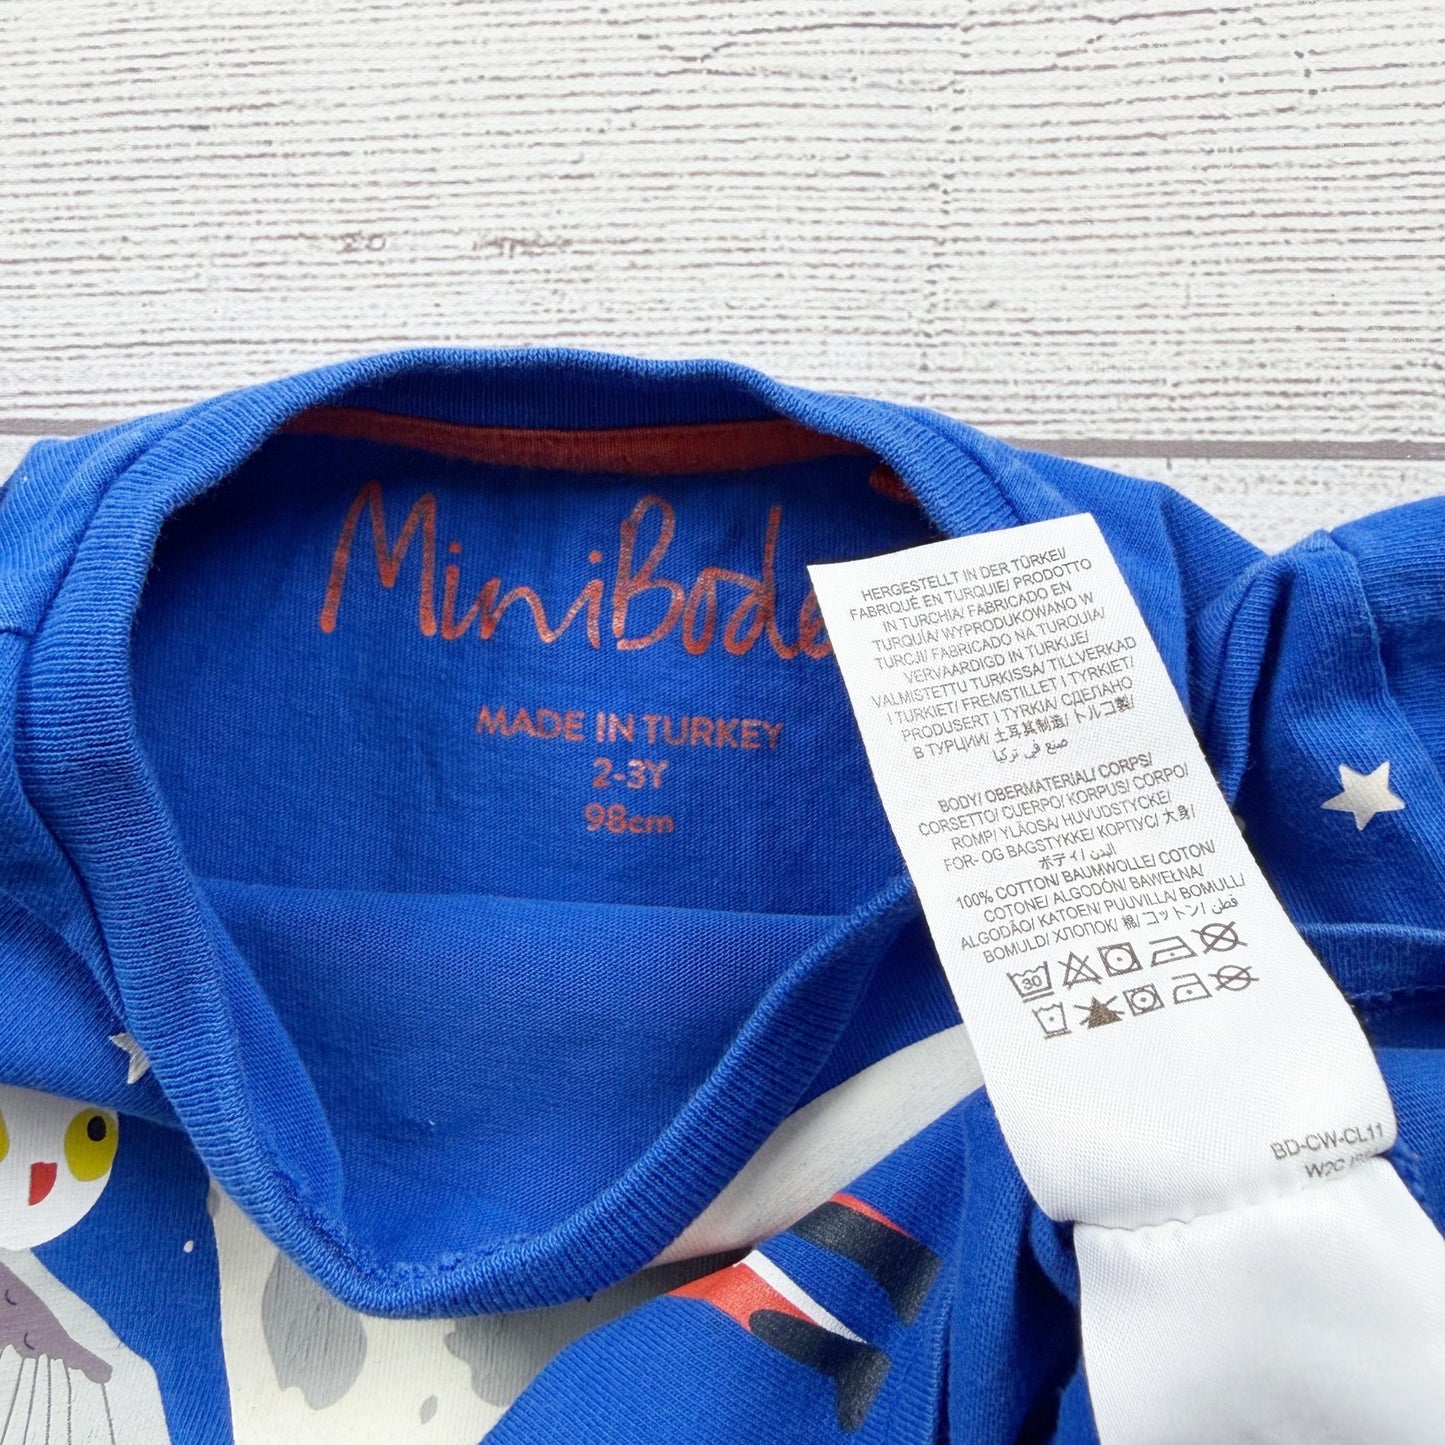 MADE IN TURKEY
2-3Y
98cm
HERGESTELLT IN DER TÜRKEI/
FABRIQUÉ EN TURQUIE/ PRODOTTO
IN TURCHIA/ FABRICADO EN
TURQUÍA/ WYPRODUKOWANO W
TURCJI/ FABRICADO NA TURQUIA/
VERVAARDIGD IN TURKIJE/
VALMISTETTU TURKISSA/ TILLVERKAD
I TURKIET/ FREMSTILLET I TYRKIET/
PRODUSERT I TYRKIA/ СДЕЛАНО
В ТУРЦИИ/ 土耳其制造/ トルコ製/
صنع في تركيا
BODY/ OBERMATERIAL/ CORPS/
CORSETTO/ CUERPO/ KORPUS/ CORPO/
ROMP/ YLÄOSA/ HUVUDSTYCKE/
FOR- OG BAGSTYKKE/ КОРПУС/ 大身/
ボディ/ البدن
100% COTTON/ BAUMWOLLE/ COTON/
COTONE/ ALGODÓN/ BAWEŁNA/
ALGODÃO/ KATOEN/ PUUVILLA/ BOMULL/
BOMULD/ ХЛОПОК/ 棉/ コットン/ قطن
30
BD-CW-CL11